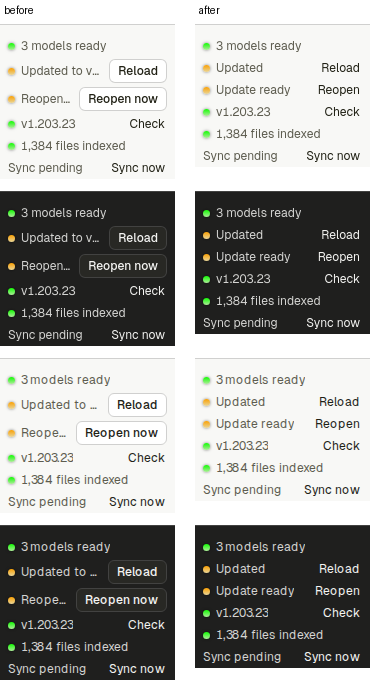 before
after
3 models ready
Updated to v... Reload
Reopen... Reopen now
v1.203.23 Check
1,384 files indexed
Sync pending Sync now
3 models ready
Updated Reload
Update ready Reopen
v1.203.23 Check
1,384 files indexed
Sync pending Sync now
3 models ready
Updated to v... Reload
Reopen... Reopen now
v1.203.23 Check
1,384 files indexed
Sync pending Sync now
3 models ready
Updated Reload
Update ready Reopen
v1.203.23 Check
1,384 files indexed
Sync pending Sync now
3 models ready
Updated to ... Reload
Reope... Reopen now
v1.203.23 Check
1,384 files indexed
Sync pending Sync now
3 models ready
Updated Reload
Update ready Reopen
v1.203.23 Check
1,384 files indexed
Sync pending Sync now
3 models ready
Updated to ... Reload
Reope... Reopen now
v1.203.23 Check
1,384 files indexed
Sync pending Sync now
3 models ready
Updated Reload
Update ready Reopen
v1.203.23 Check
1,384 files indexed
Sync pending Sync now